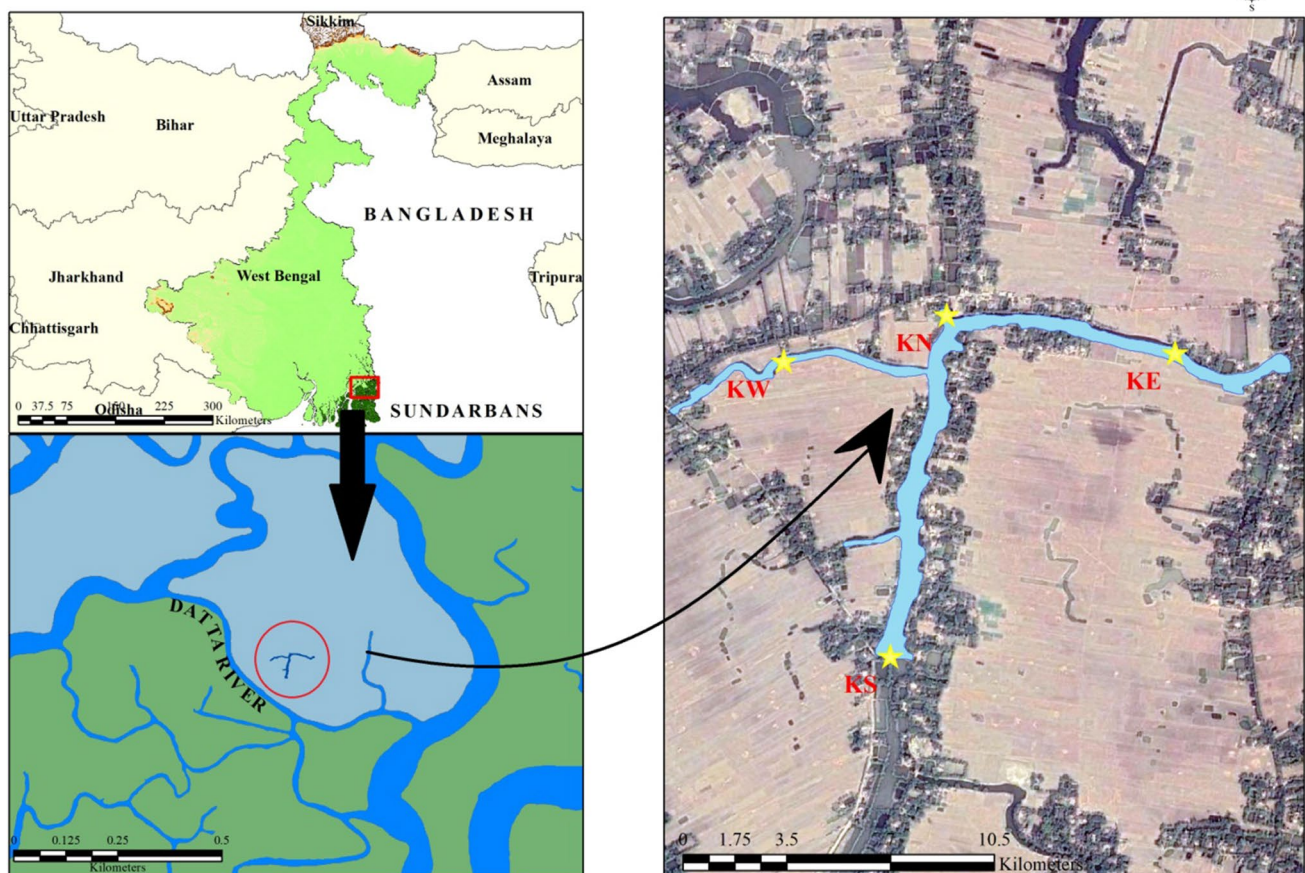 S
Sikkim
Assam
Uttar Pradesh
Bihar
Meghalaya
BANGLADESH
Jharkhand
West Bengal
Tripura
Chhattisgarh
Odisha
0 37.5 75 150 225 300
Kilometers
SUNDARBANS
DATTA RIVER
0 0.125 0.25 0.5
Kilometers
KN
KW
KE
KS
0 1.75 3.5 7 10.5
Kilometers